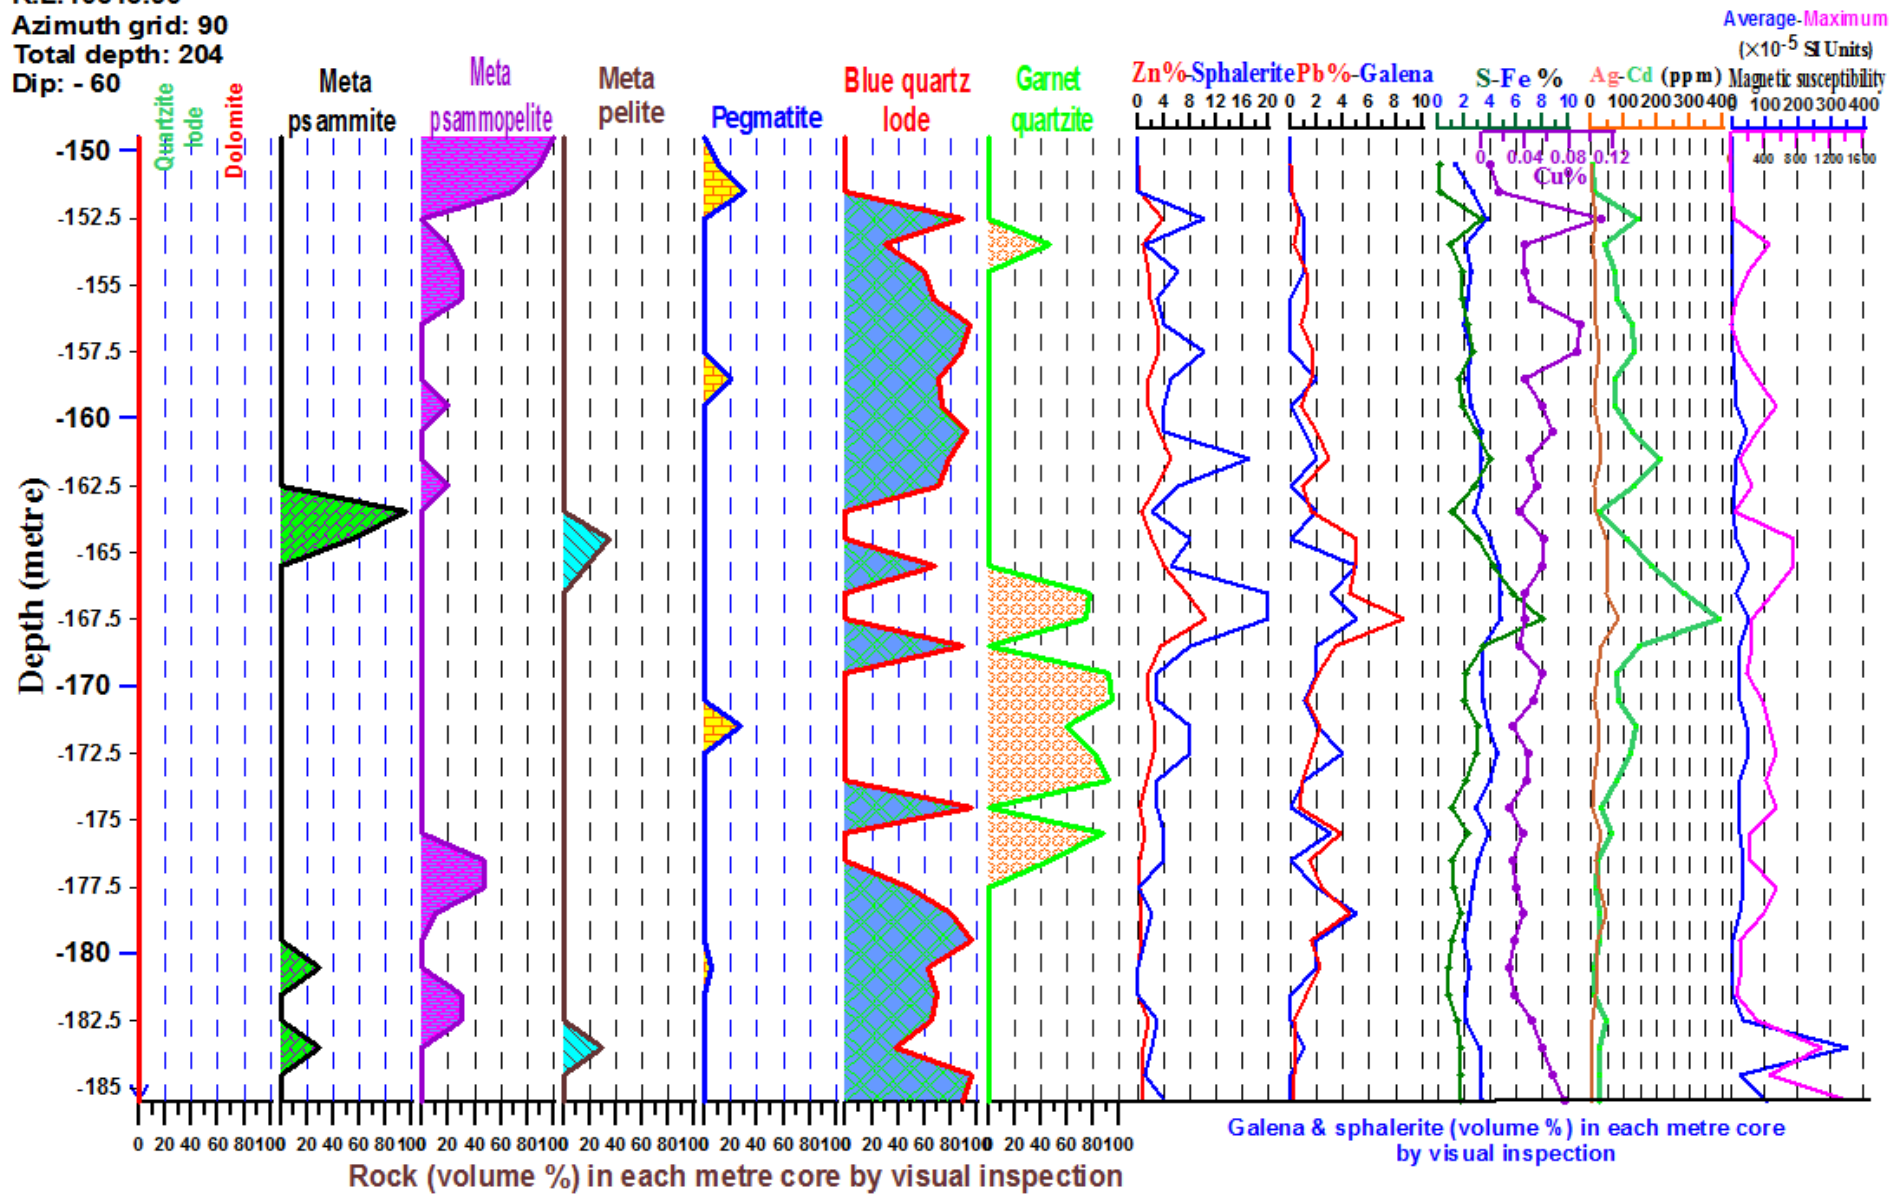 Azimuth grid: 90
Total depth: 204
Dip: - 60
Quartzite lode
Dolomite
Meta psammite
Meta psammopelite
Meta pelite
Pegmatite
Blue quartz lode
Garnet quartzite
Zn%-Sphalerite
Pb%-Galena
S-Fe %
Ag-Cd (ppm)
Average-Maximum
(×10-5 SI Units)
Magnetic susceptibility
0 4 8 12 16 20
0 2 4 6 8 10
0 2 4 6 8 10
0 100 200 300 400
0 100 200 300 400
0 0.04 0.08 0.12
Cu%
400 800 1200 1600
Depth (metre)
-150
-152.5
-155
-157.5
-160
-162.5
-165
-167.5
-170
-172.5
-175
-177.5
-180
-182.5
-185
0 20 40 60 80 100
0 20 40 60 80 100
0 20 40 60 80 100
0 20 40 60 80 100
0 20 40 60 80 100
0 20 40 60 80 100
0 20 40 60 80 100
Rock (volume %) in each metre core by visual inspection
Galena & sphalerite (volume %) in each metre core
by visual inspection